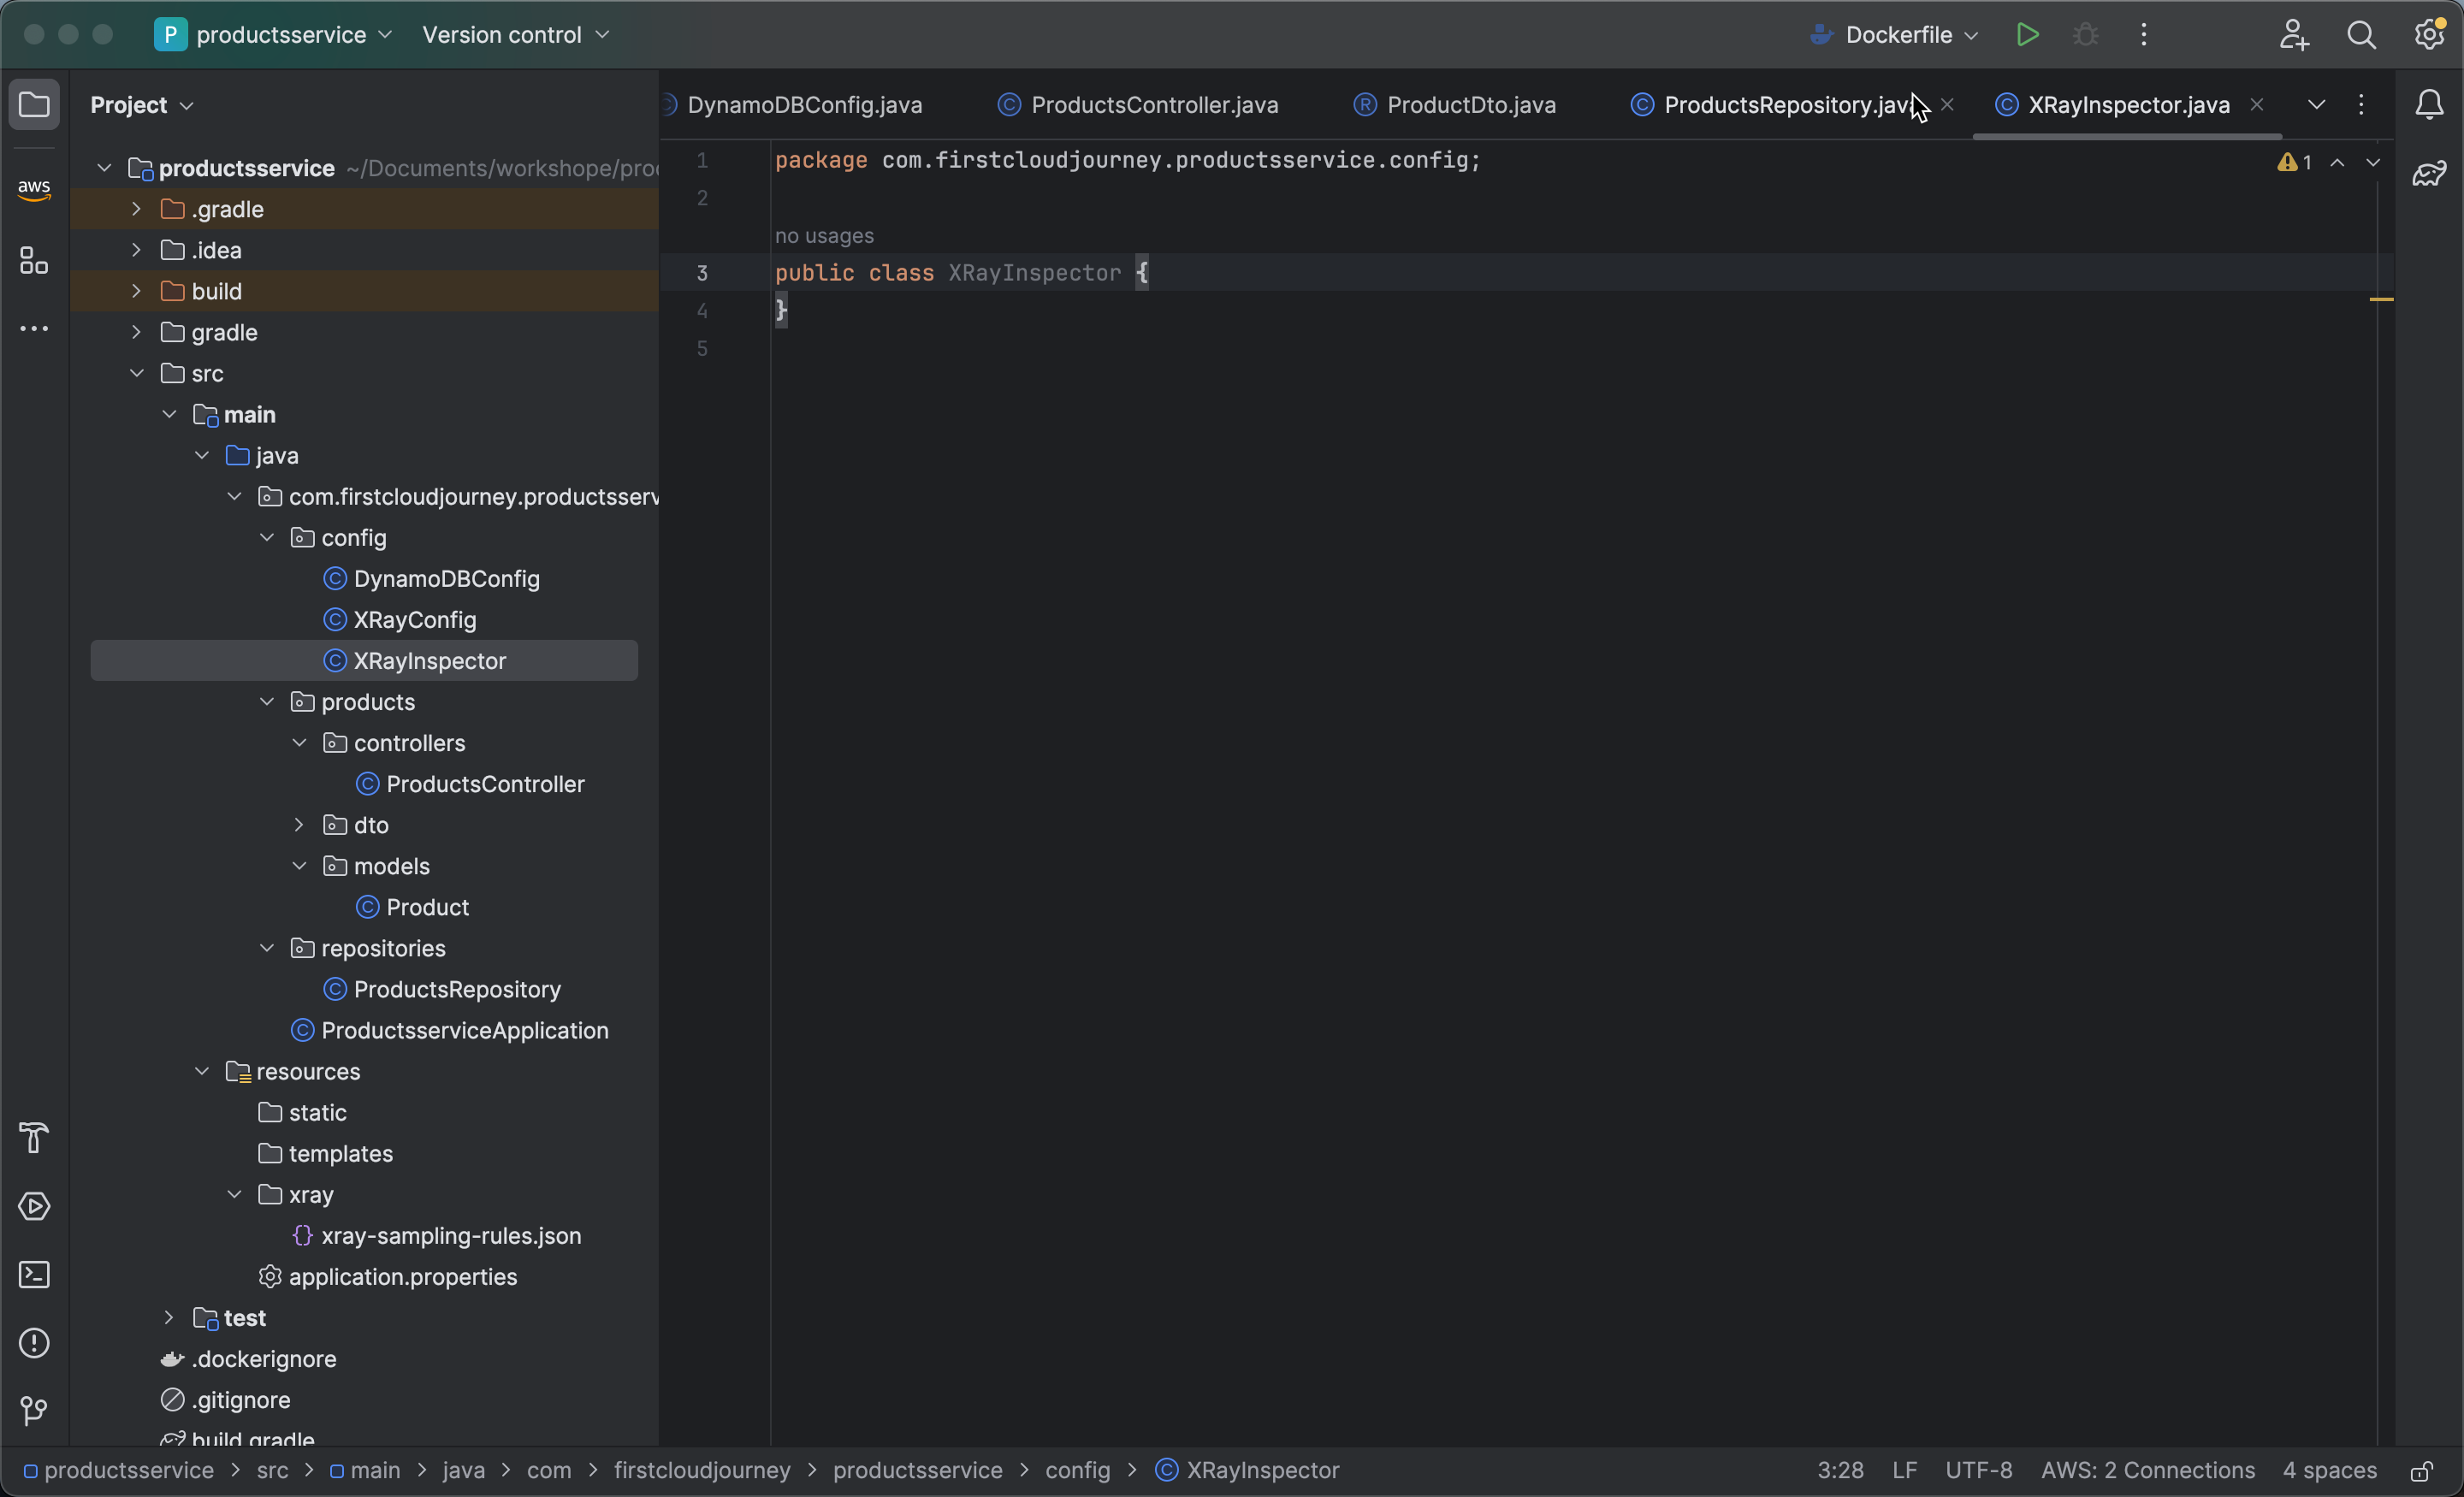 P productsservice Version control Dockerfile
Project
DynamoDBConfig.java ProductsController.java ProductDto.java ProductsRepository.java XRayInspector.java
aws
productsservice ~/Documents/workshope/pro
.gradle
.idea
build
gradle
src
main
java
com.firstcloudjourney.productsserv
config
DynamoDBConfig
XRayConfig
XRayInspector
products
controllers
ProductsController
dto
models
Product
repositories
ProductsRepository
ProductsserviceApplication
resources
static
templates
xray
xray-sampling-rules.json
application.properties
test
.dockerignore
.gitignore
build.gradle
1 package com.firstcloudjourney.productsservice.config;
1
2
no usages
3 public class XRayInspector {
4 }
5
productsservice > src > main > java > com > firstcloudjourney > productsservice > config > XRayInspector
3:28 LF UTF-8 AWS: 2 Connections 4 spaces